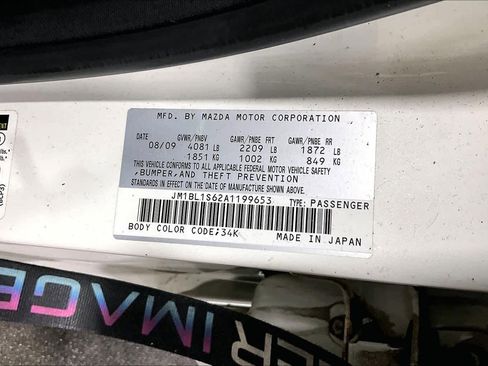 MFD. BY MAZDA MOTOR CORPORATION
DATE GVWR/PNBV GAWR/PNBE FRT GAWR/PNBE RR
08/09 4081 LB 2209 LB 1872 LB
1851 KG 1002 KG 849 KG
THIS VEHICLE CONFORMS TO ALL APPLICABLE FEDERAL MOTOR VEHICLE SAFETY
,BUMPER,AND THEFT PREVENTION
STANDARDS IN EFFECT ON THE DATE OF MANUFACTURE SHOWN ABOVE.
JM1BL1S62A1199653 TYPE: PASSENGER
BODY COLOR CODE;34K MADE IN JAPAN
IMAGE